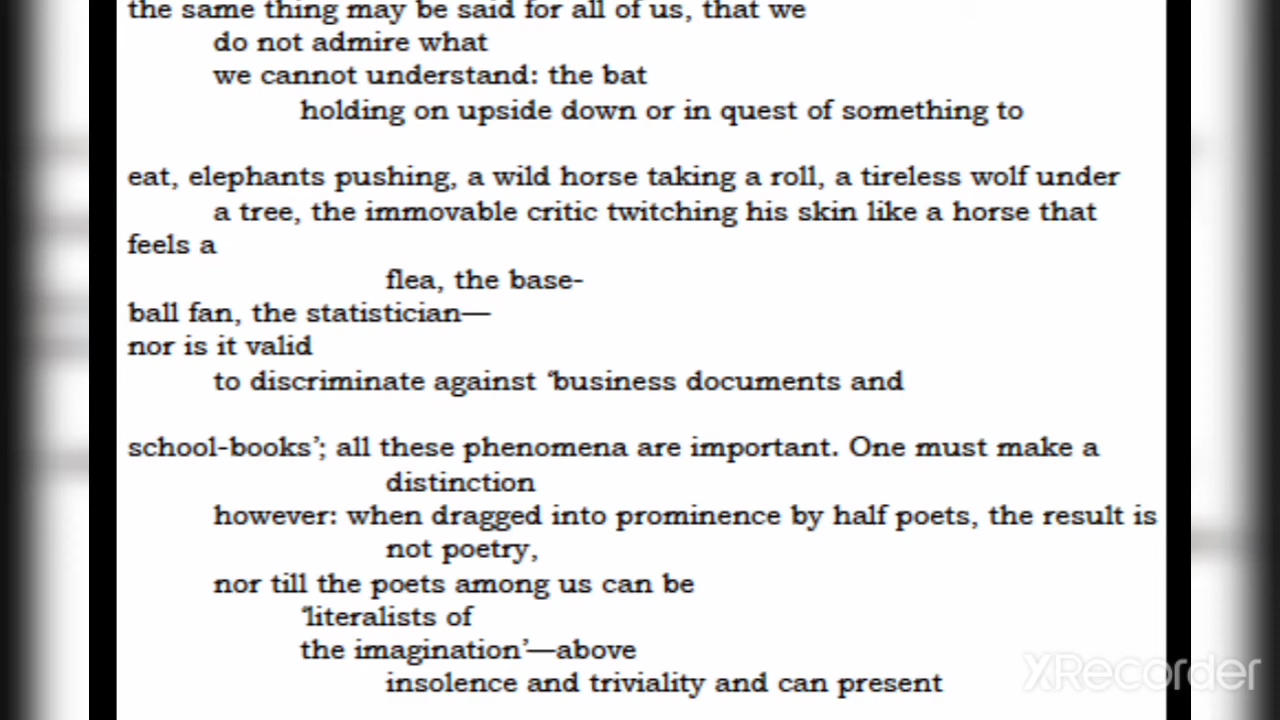 the same thing may be said for all of us, that we
do not admire what
we cannot understand: the bat
holding on upside down or in quest of something to
eat, elephants pushing, a wild horse taking a roll, a tireless wolf under
a tree, the immovable critic twitching his skin like a horse that
feels a
flea, the base-
ball fan, the statistician—
nor is it valid
to discriminate against ‘business documents and
school-books’; all these phenomena are important. One must make a
distinction
however: when dragged into prominence by half poets, the result is
not poetry,
nor till the poets among us can be
‘literalists of
the imagination’—above
insolence and triviality and can present
XRecorder